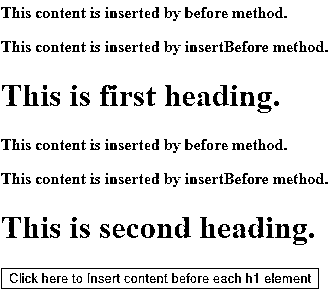 This content is inserted by before method.
This content is inserted by insertBefore method.
This is first heading.
This content is inserted by before method.
This content is inserted by insertBefore method.
This is second heading.
Click here to Insert content before each h1 element